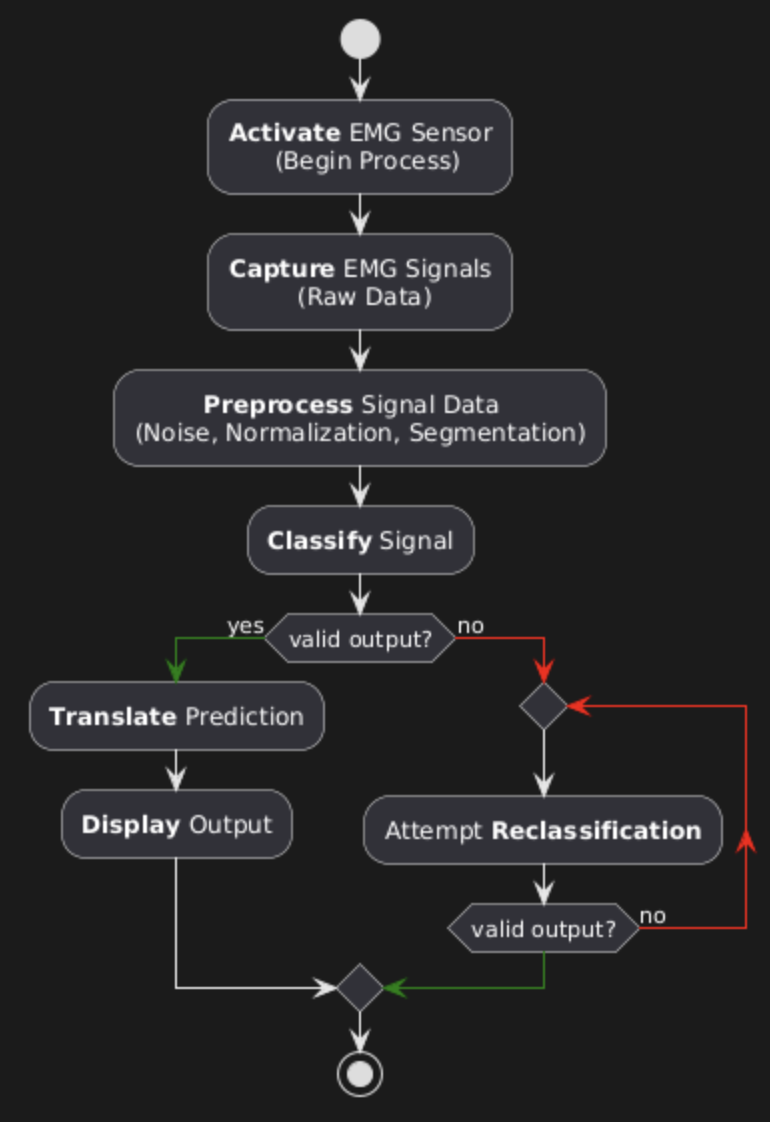 Activate EMG Sensor
(Begin Process)
Capture EMG Signals
(Raw Data)
Preprocess Signal Data
(Noise, Normalization, Segmentation)
Classify Signal
valid output?
yes
no
Translate Prediction
Display Output
Attempt Reclassification
valid output?
no